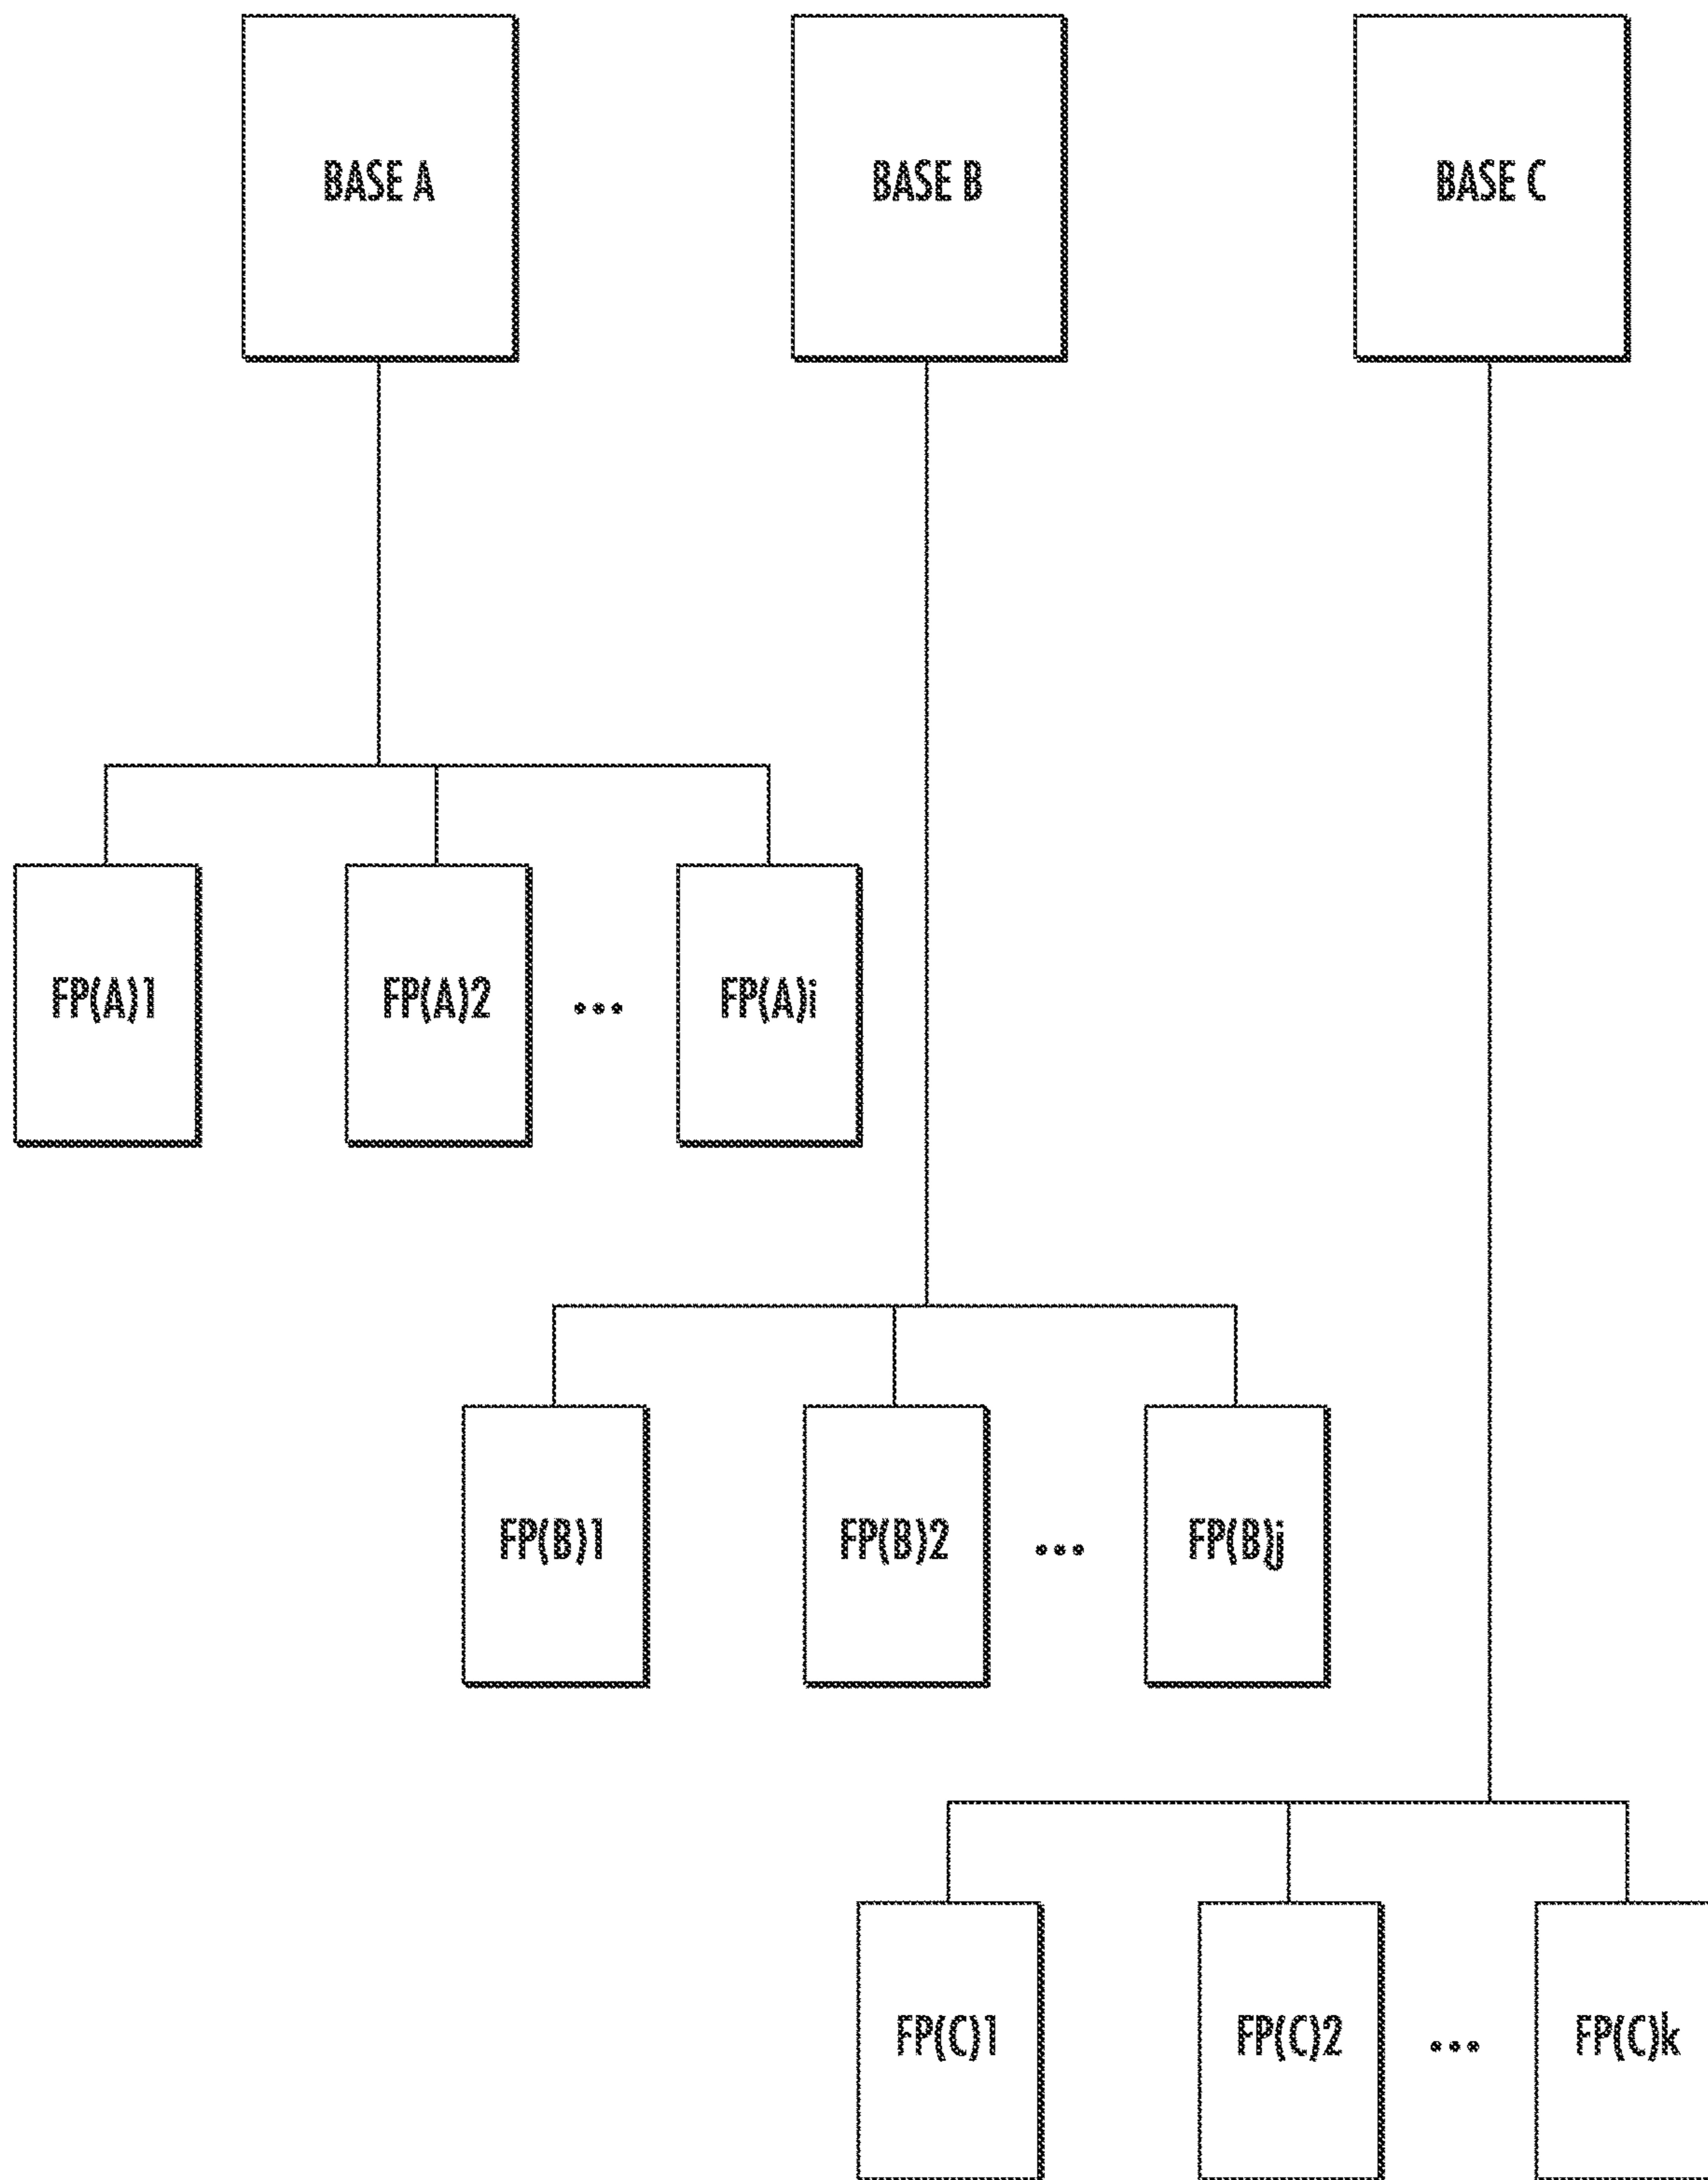 BASE A BASE B BASE C
FP(A)1 FP(A)2 ... FP(A)i
FP(B)1 FP(B)2 ... FP(B)j
FP(C)1 FP(C)2 ... FP(C)k